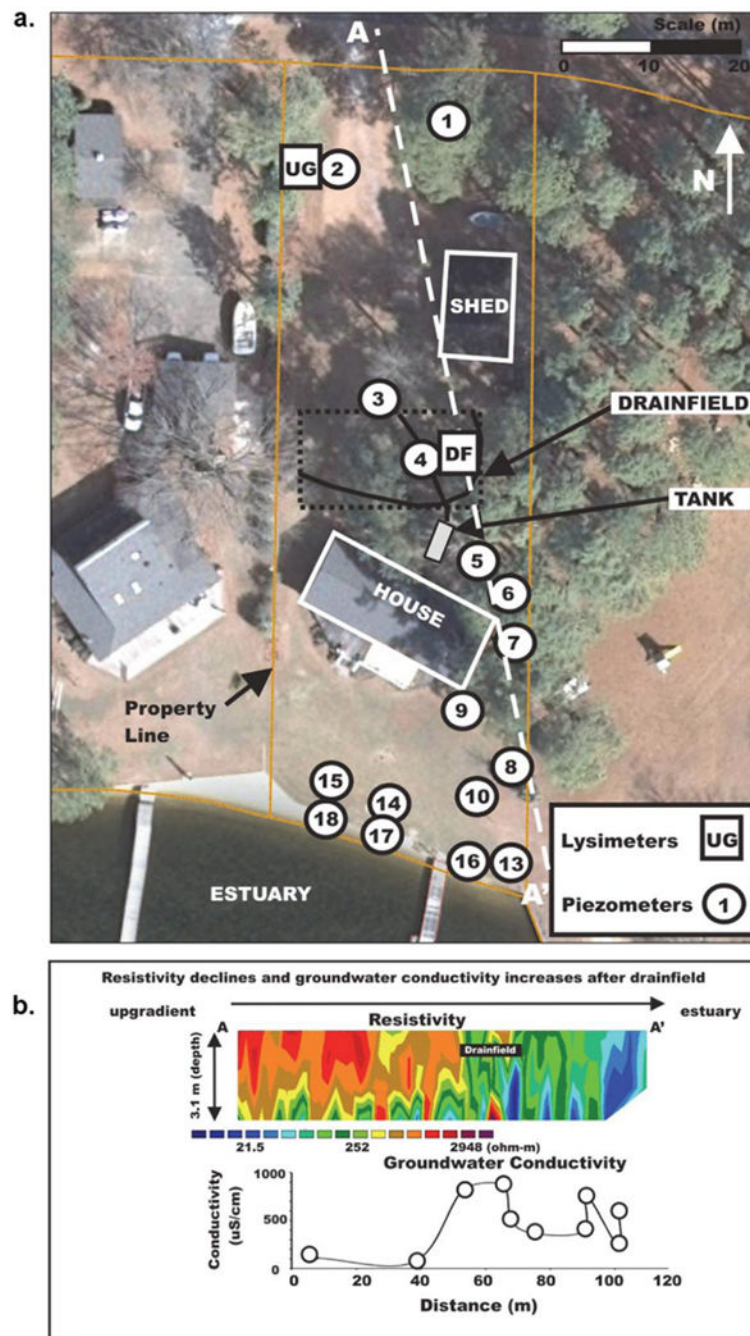 a.
A
Scale (m)
0 10 20
1
UG 2
N
SHED
3
DRAINFIELD
4 DF
TANK
5
6
HOUSE
7
9
Property
Line
8
15
14
10
18
17
16 13
Lysimeters UG
ESTUARY
A'
Piezometers 1
b.
Resistivity declines and groundwater conductivity increases after drainfield
upgradient estuary
A Resistivity A'
3.1 m (depth)
Drainfield
21.5 252 2948 (ohm-m)
Groundwater Conductivity
Conductivity
(uS/cm)
1000
500
0
0 20 40 60 80 100 120
Distance (m)